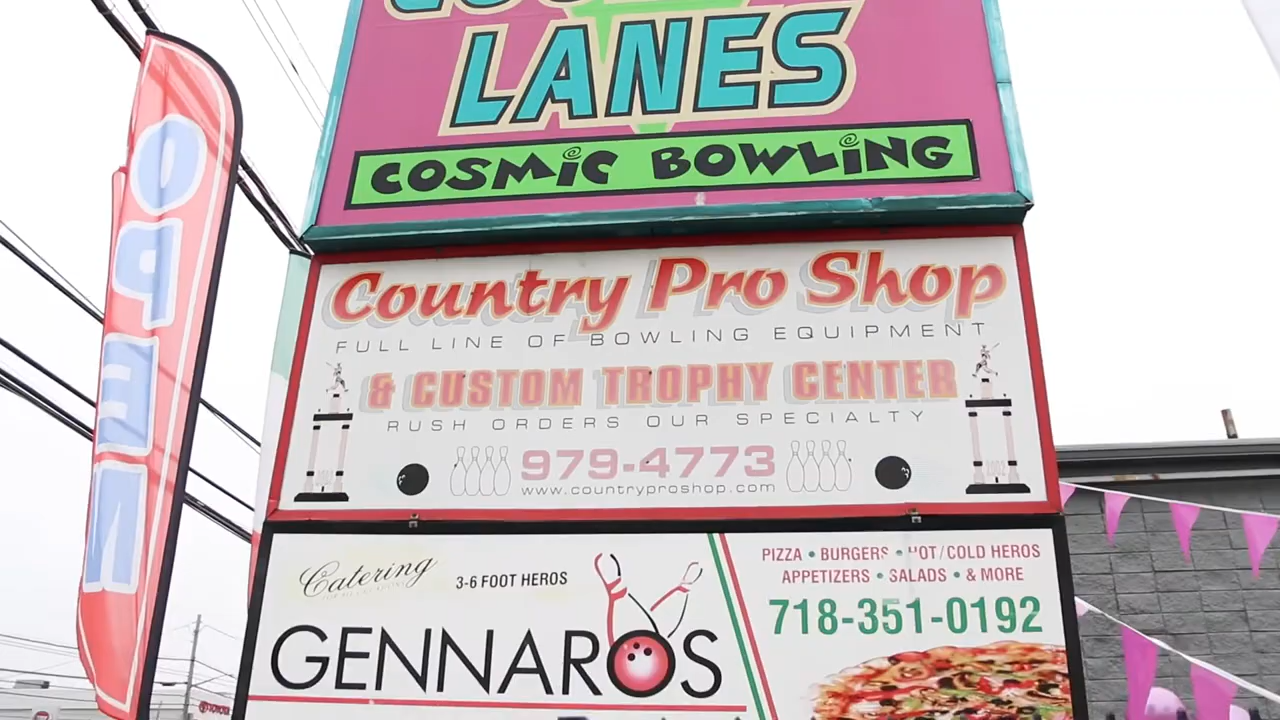 LANES
COSMiC BOWLiNG
OPEN
Country Pro Shop
FULL LINE OF BOWLING EQUIPMENT
& CUSTOM TROPHY CENTER
RUSH ORDERS OUR SPECIALTY
979-4773
www.countryproshop.com
Catering
3-6 FOOT HEROS
GENNAROS
PIZZA • BURGERS • HOT/COLD HEROS
APPETIZERS • SALADS • & MORE
718-351-0192